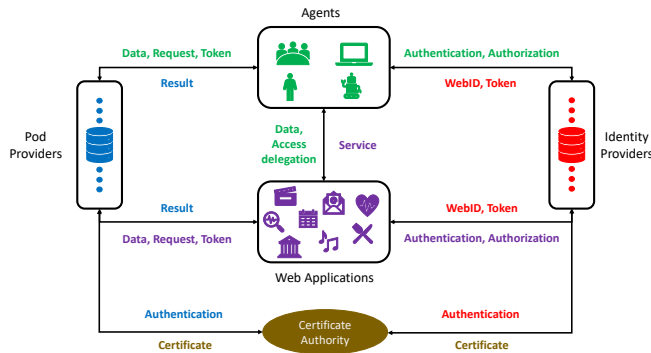 Agents
Data, Request, Token
Authentication, Authorization
Result
WebID, Token
Pod
Providers
Identity
Providers
Data,
Access
delegation
Service
Result
WebID, Token
Data, Request, Token
Authentication, Authorization
Web Applications
Authentication
Authentication
Certificate
Authority
Certificate
Certificate